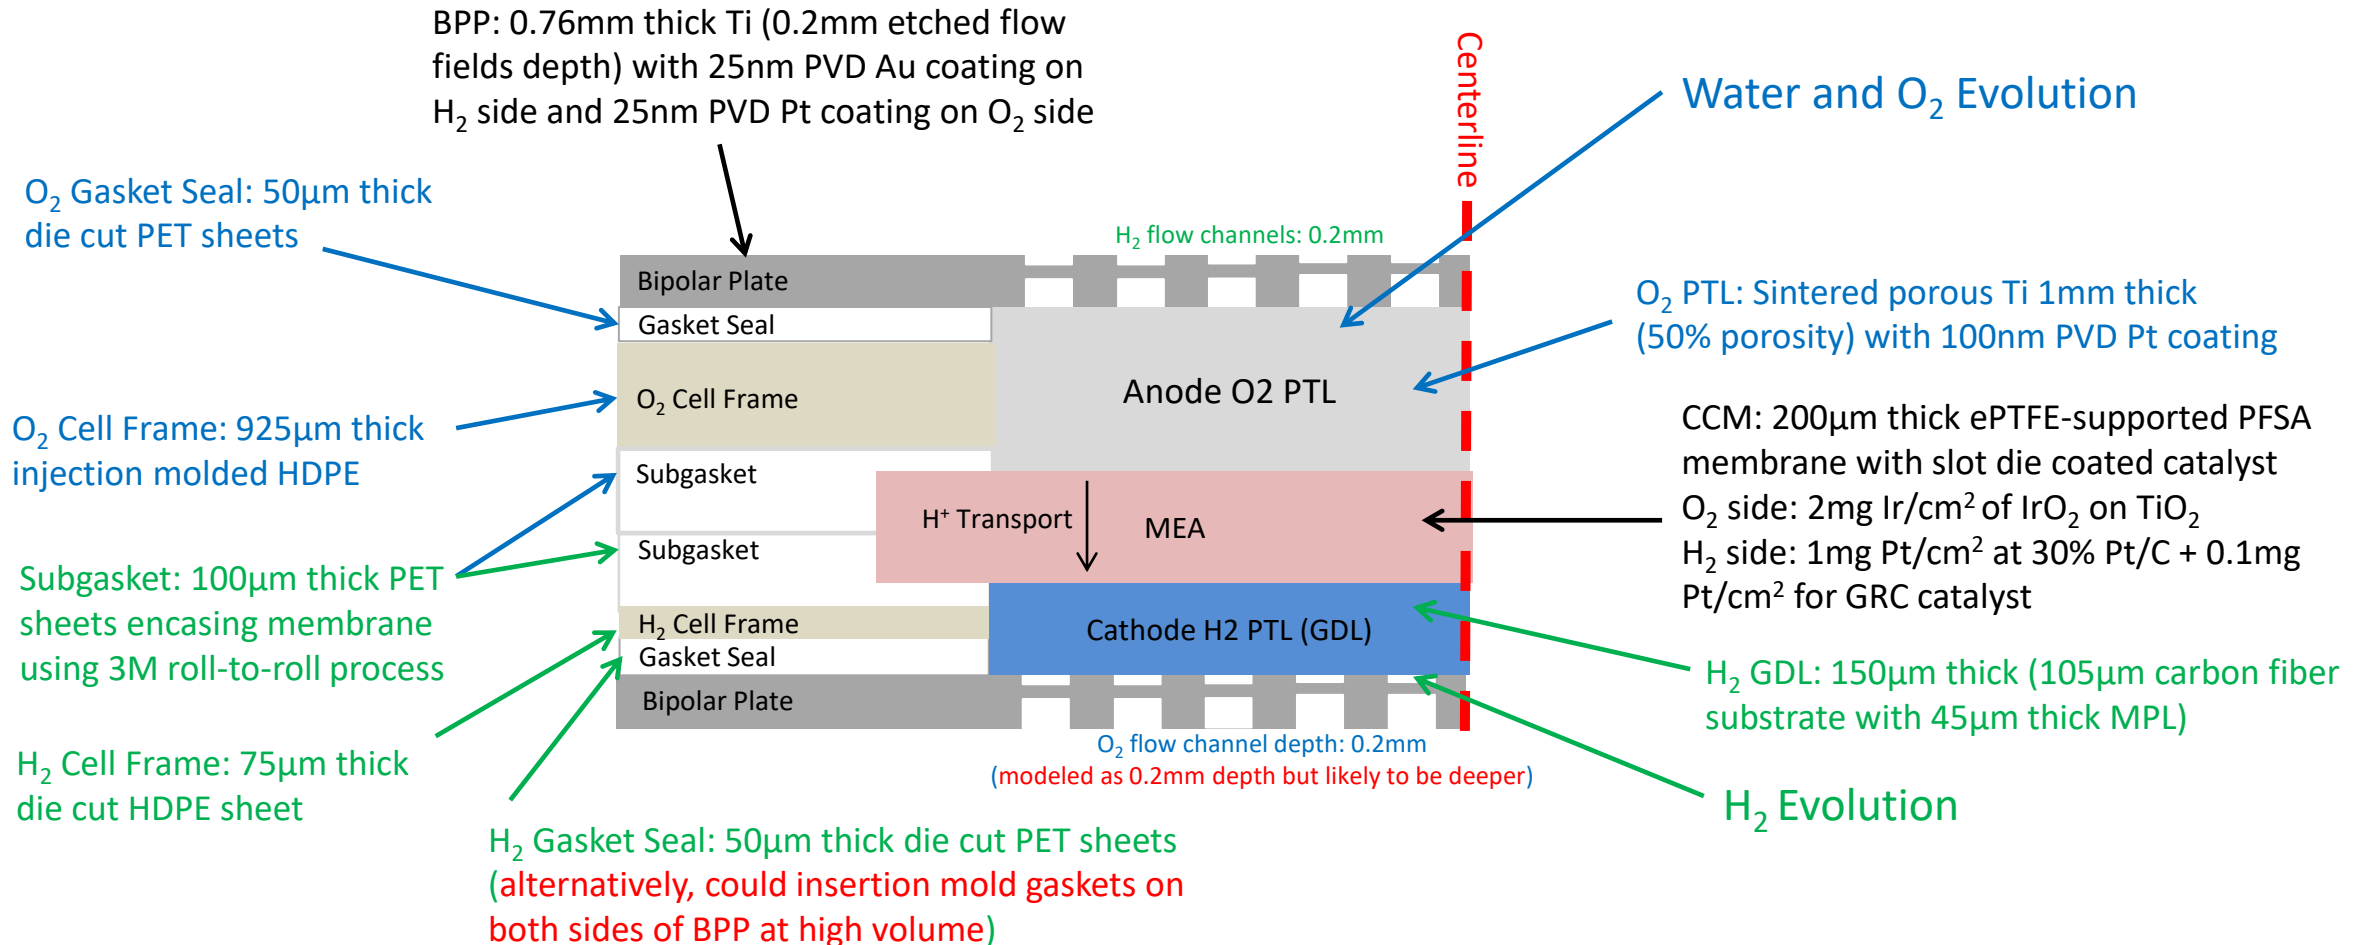 BPP: 0.76mm thick Ti (0.2mm etched flow
fields depth) with 25nm PVD Au coating on
H₂ side and 25nm PVD Pt coating on O₂ side
Centerline
Water and O₂ Evolution
O₂ Gasket Seal: 50µm thick
die cut PET sheets
H₂ flow channels: 0.2mm
Bipolar Plate
Gasket Seal
O₂ Cell Frame
Anode O2 PTL
O₂ PTL: Sintered porous Ti 1mm thick
(50% porosity) with 100nm PVD Pt coating
O₂ Cell Frame: 925µm thick
injection molded HDPE
Subgasket
H⁺ Transport
MEA
Subgasket
CCM: 200µm thick ePTFE-supported PFSA
membrane with slot die coated catalyst
O₂ side: 2mg Ir/cm² of IrO₂ on TiO₂
H₂ side: 1mg Pt/cm² at 30% Pt/C + 0.1mg
Pt/cm² for GRC catalyst
Subgasket: 100µm thick PET
sheets encasing membrane
using 3M roll-to-roll process
H₂ Cell Frame
Gasket Seal
Cathode H2 PTL (GDL)
Bipolar Plate
H₂ GDL: 150µm thick (105µm carbon fiber
substrate with 45µm thick MPL)
O₂ flow channel depth: 0.2mm
(modeled as 0.2mm depth but likely to be deeper)
H₂ Cell Frame: 75µm thick
die cut HDPE sheet
H₂ Evolution
H₂ Gasket Seal: 50µm thick die cut PET sheets
(alternatively, could insertion mold gaskets on
both sides of BPP at high volume)